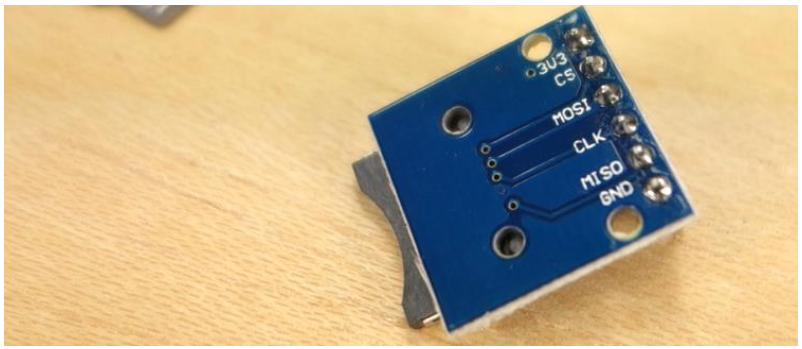 3V3
CS
MOSI
CLK
MISO
GND